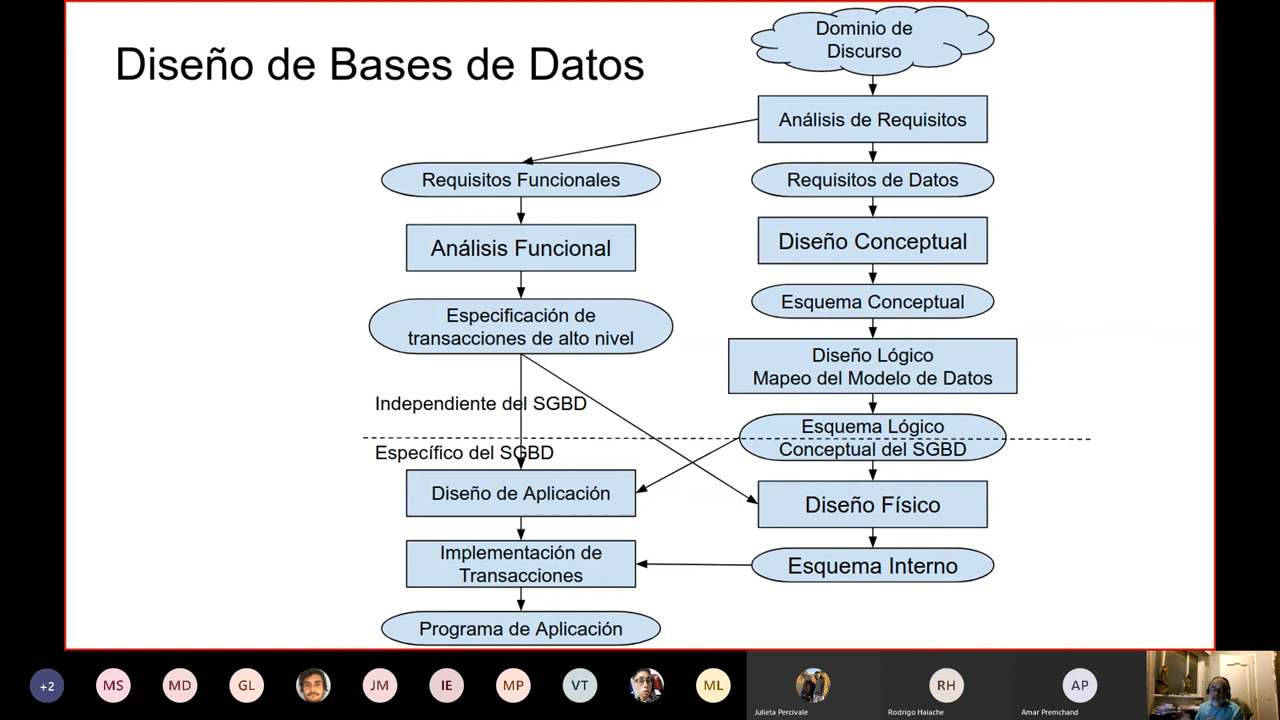 Diseño de Bases de Datos
Dominio de
Discurso
Análisis de Requisitos
Requisitos Funcionales
Requisitos de Datos
Análisis Funcional
Diseño Conceptual
Especificación de
transacciones de alto nivel
Esquema Conceptual
Diseño Lógico
Mapeo del Modelo de Datos
Independiente del SGBD
Esquema Lógico
Conceptual del SGBD
Específico del SGBD
Diseño de Aplicación
Diseño Físico
Implementación de
Transacciones
Esquema Interno
Programa de Aplicación
+2
MS
MD
GL
JM
IE
MP
VT
ML
RH
AP
Julieta Percivale
Rodrigo Haiache
Amar Premchand